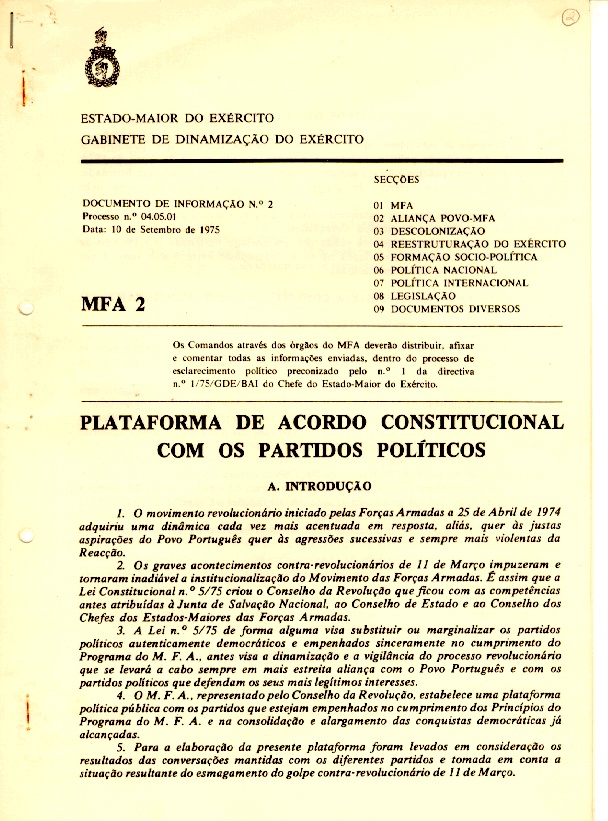 2
ESTADO-MAIOR DO EXÉRCITO
GABINETE DE DINAMIZAÇÃO DO EXÉRCITO
SECÇÕES
DOCUMENTO DE INFORMAÇÃO N.º 2
Processo n.º 04.05.01
Data: 10 de Setembro de 1975
MFA 2
01 MFA
02 ALIANÇA POVO-MFA
03 DESCOLONIZAÇÃO
04 REESTRUTURAÇÃO DO EXÉRCITO
05 FORMAÇÃO SOCIO-POLÍTICA
06 POLÍTICA NACIONAL
07 POLÍTICA INTERNACIONAL
08 LEGISLAÇÃO
09 DOCUMENTOS DIVERSOS
Os Comandos através dos órgãos do MFA deverão distribuir, afixar
e comentar todas as informações enviadas, dentro do processo de
esclarecimento político preconizado pelo n.º 1 da directiva
n.º 1/75/GDE/BAI do Chefe do Estado-Maior do Exército.
PLATAFORMA DE ACORDO CONSTITUCIONAL
COM OS PARTIDOS POLÍTICOS
A. INTRODUÇÃO
1. O movimento revolucionário iniciado pelas Forças Armadas a 25 de Abril de 1974
adquiriu uma dinâmica cada vez mais acentuada em resposta, aliás, quer às justas
aspirações do Povo Português quer às agressões sucessivas e sempre mais violentas da
Reacção.
2. Os graves acontecimentos contra-revolucionários de 11 de Março impuzeram e
tornaram inadiável a institucionalização do Movimento das Forças Armadas. É assim que a
Lei Constitucional n.º 5/75 criou o Conselho da Revolução que ficou com as competências
antes atribuídas à Junta de Salvação Nacional, ao Conselho de Estado e ao Conselho dos
Chefes dos Estados-Maiores das Forças Armadas.
3. A Lei n.º 5/75 de forma alguma visa substituir ou marginalizar os partidos
políticos autenticamente democráticos e empenhados sinceramente no cumprimento do
Programa do M. F. A., antes visa a dinamização e a vigilância do processo revolucionário
que se levará a cabo sempre em mais estreita aliança com o Povo Português e com os
partidos políticos que defendam os seus mais legítimos interesses.
4. O M. F. A., representado pelo Conselho da Revolução, estabelece uma plataforma
política pública com os partidos que estejam empenhados no cumprimento dos Princípios do
Programa do M. F. A. e na consolidação e alargamento das conquistas democráticas já
alcançadas.
5. Para a elaboração da presente plataforma foram levados em consideração os
resultados das conversações mantidas com os diferentes partidos e tomada em conta a
situação resultante do esmagamento do golpe contra-revolucionário de 11 de Março.